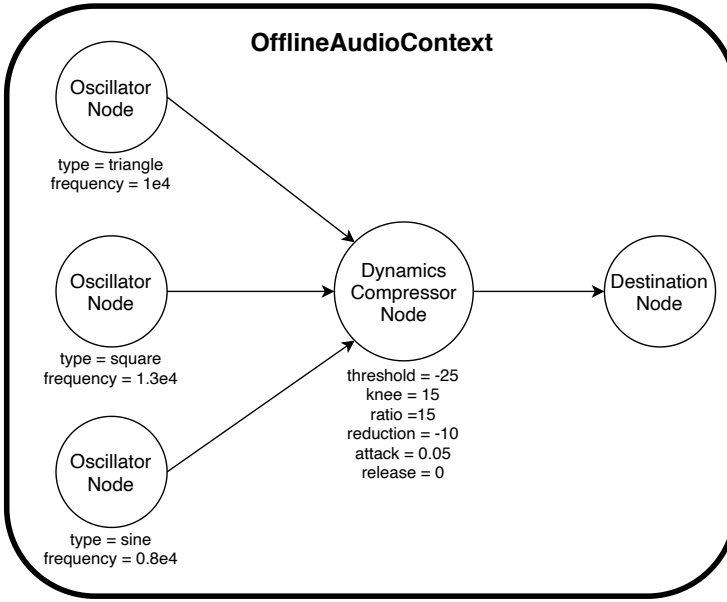 OfflineAudioContext
Oscillator
Node
type = triangle
frequency = 1e4
Oscillator
Node
type = square
frequency = 1.3e4
Oscillator
Node
type = sine
frequency = 0.8e4
Dynamics
Compressor
Node
threshold = -25
knee = 15
ratio =15
reduction = -10
attack = 0.05
release = 0
Destination
Node